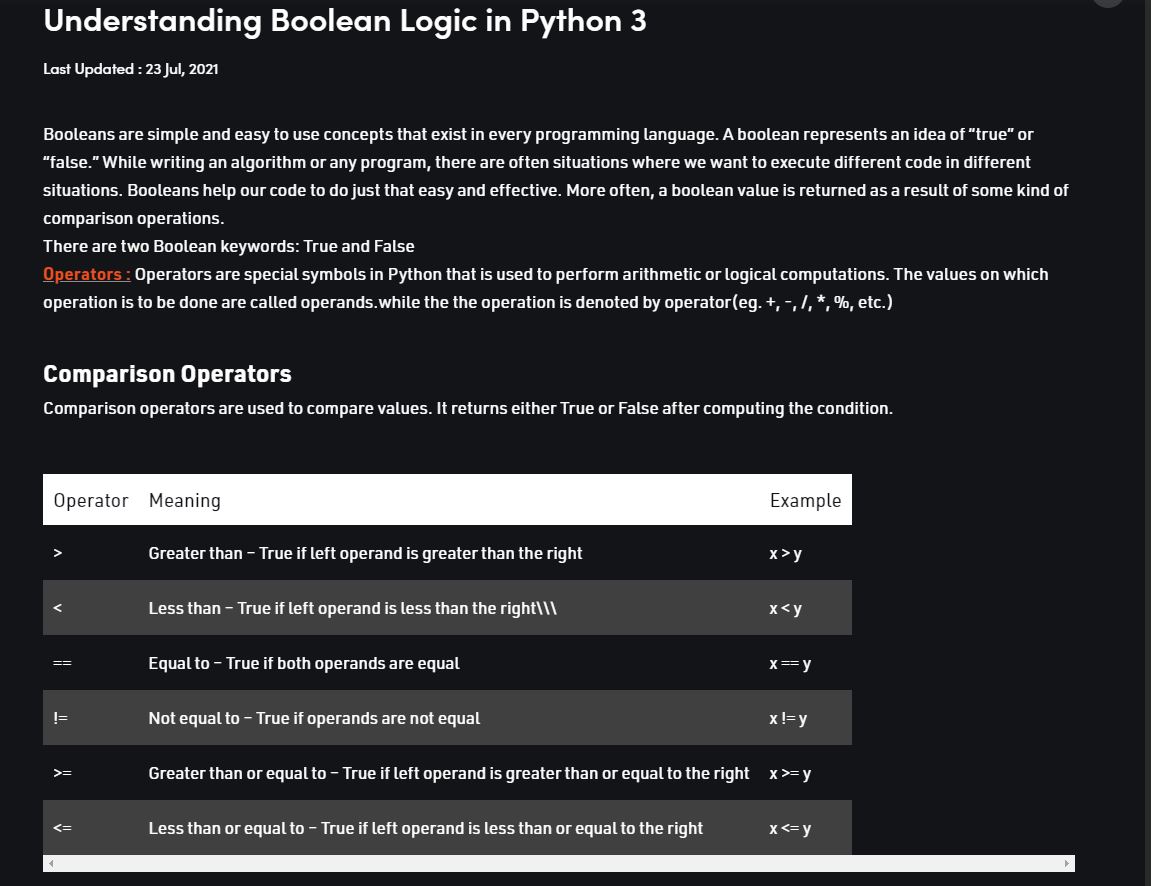 Understanding Boolean Logic in Python 3
Last Updated : 23 Jul, 2021
Booleans are simple and easy to use concepts that exist in every programming language. A boolean represents an idea of “true” or
“false.” While writing an algorithm or any program, there are often situations where we want to execute different code in different
situations. Booleans help our code to do just that easy and effective. More often, a boolean value is returned as a result of some kind of
comparison operations.
There are two Boolean keywords: True and False
Operators : Operators are special symbols in Python that is used to perform arithmetic or logical computations. The values on which
operation is to be done are called operands.while the the operation is denoted by operator(eg. +, -, /, *, %, etc.)
Comparison Operators
Comparison operators are used to compare values. It returns either True or False after computing the condition.
Operator Meaning Example
> Greater than – True if left operand is greater than the right x > y
< Less than – True if left operand is less than the right\\\ x < y
== Equal to – True if both operands are equal x == y
!= Not equal to – True if operands are not equal x != y
>= Greater than or equal to – True if left operand is greater than or equal to the right x >= y
<= Less than or equal to – True if left operand is less than or equal to the right x <= y